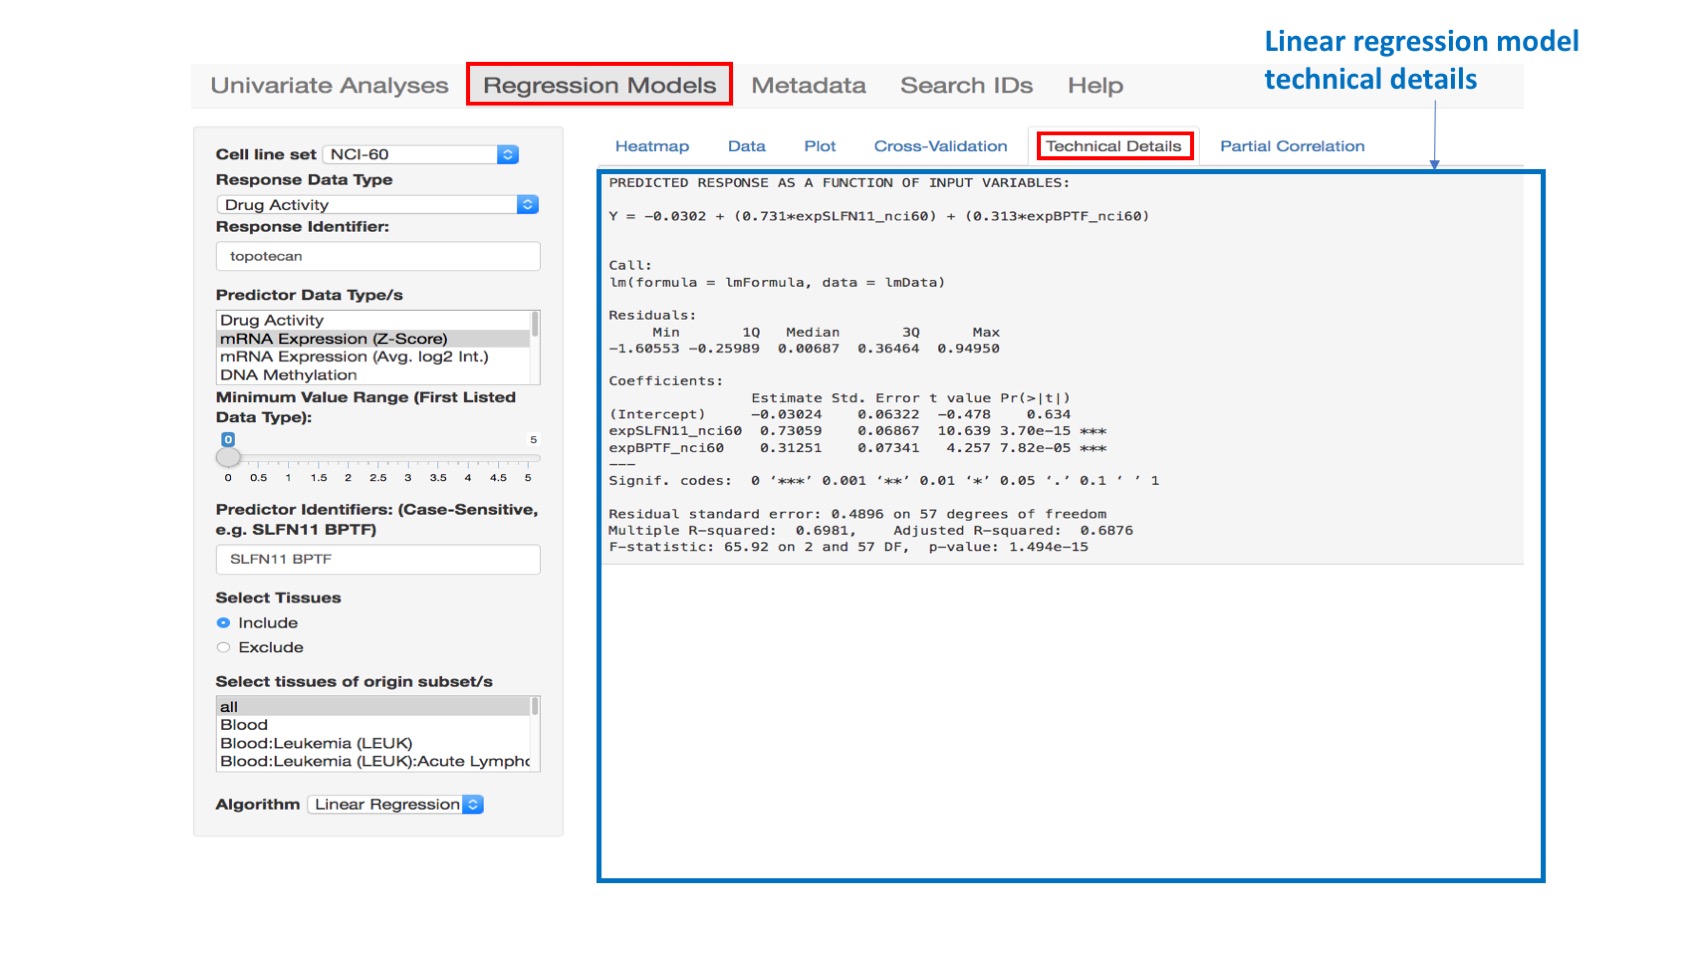 Linear regression model
technical details
Univariate Analyses Regression Models Metadata Search IDs Help
Cell line set NCI-60
Response Data Type
Drug Activity
Response Identifier:
topotecan
Predictor Data Type/s
Drug Activity
mRNA Expression (Z-Score)
mRNA Expression (Avg. log2 Int.)
DNA Methylation
Minimum Value Range (First Listed
Data Type):
0 5
0 0.5 1 1.5 2 2.5 3 3.5 4 4.5 5
Predictor Identifiers: (Case-Sensitive,
e.g. SLFN11 BPTF)
SLFN11 BPTF
Select Tissues
Include
Exclude
Select tissues of origin subset/s
all
Blood
Blood:Leukemia (LEUK)
Blood:Leukemia (LEUK):Acute Lympho
Algorithm Linear Regression
Heatmap Data Plot Cross-Validation Technical Details Partial Correlation
PREDICTED RESPONSE AS A FUNCTION OF INPUT VARIABLES:
Y = -0.0302 + (0.731*expSLFN11_nci60) + (0.313*expBPTF_nci60)
Call:
lm(formula = lmFormula, data = lmData)
Residuals:
Min 1Q Median 3Q Max
-1.60553 -0.25989 0.00687 0.36464 0.94950
Coefficients:
Estimate Std. Error t value Pr(>|t|)
(Intercept) -0.03024 0.06322 -0.478 0.634
expSLFN11_nci60 0.73059 0.06867 10.639 3.70e-15 ***
expBPTF_nci60 0.31251 0.07341 4.257 7.82e-05 ***
---
Signif. codes: 0 ‘***’ 0.001 ‘**’ 0.01 ‘*’ 0.05 ‘.’ 0.1 ‘ ’ 1
Residual standard error: 0.4896 on 57 degrees of freedom
Multiple R-squared: 0.6981, Adjusted R-squared: 0.6876
F-statistic: 65.92 on 2 and 57 DF, p-value: 1.494e-15